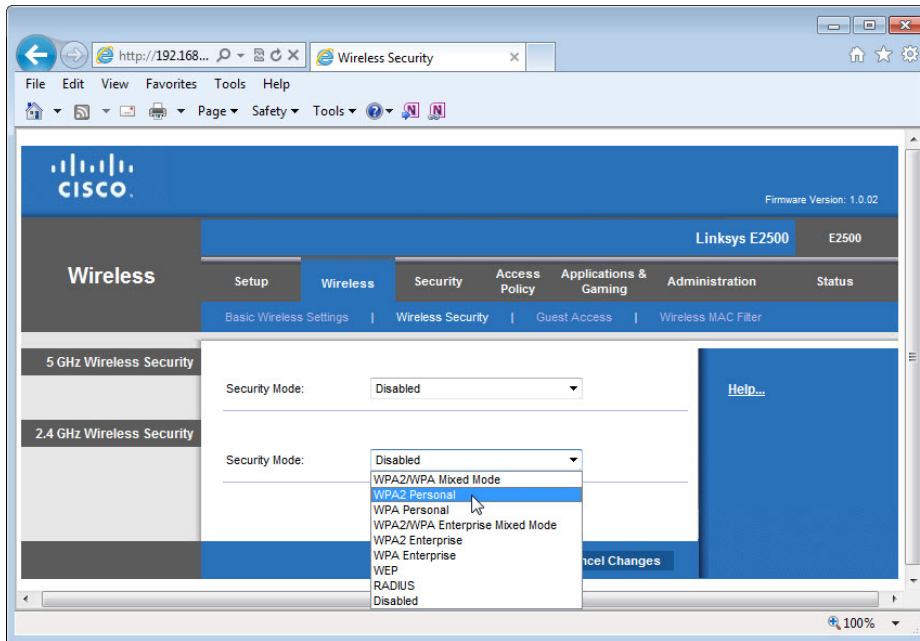 http://192.168... Wireless Security
File Edit View Favorites Tools Help
Page Safety Tools
CISCO.
Firmware Version: 1.0.02
Linksys E2500 E2500
Wireless
Setup Wireless Security Access Policy Applications & Gaming Administration Status
Basic Wireless Settings | Wireless Security | Guest Access | Wireless MAC Filter
5 GHz Wireless Security
Security Mode: Disabled
Help...
2.4 GHz Wireless Security
Security Mode: Disabled
WPA2/WPA Mixed Mode
WPA2 Personal
WPA Personal
WPA2/WPA Enterprise Mixed Mode
WPA2 Enterprise
WPA Enterprise
WEP
RADIUS
Disabled
Changes
100%